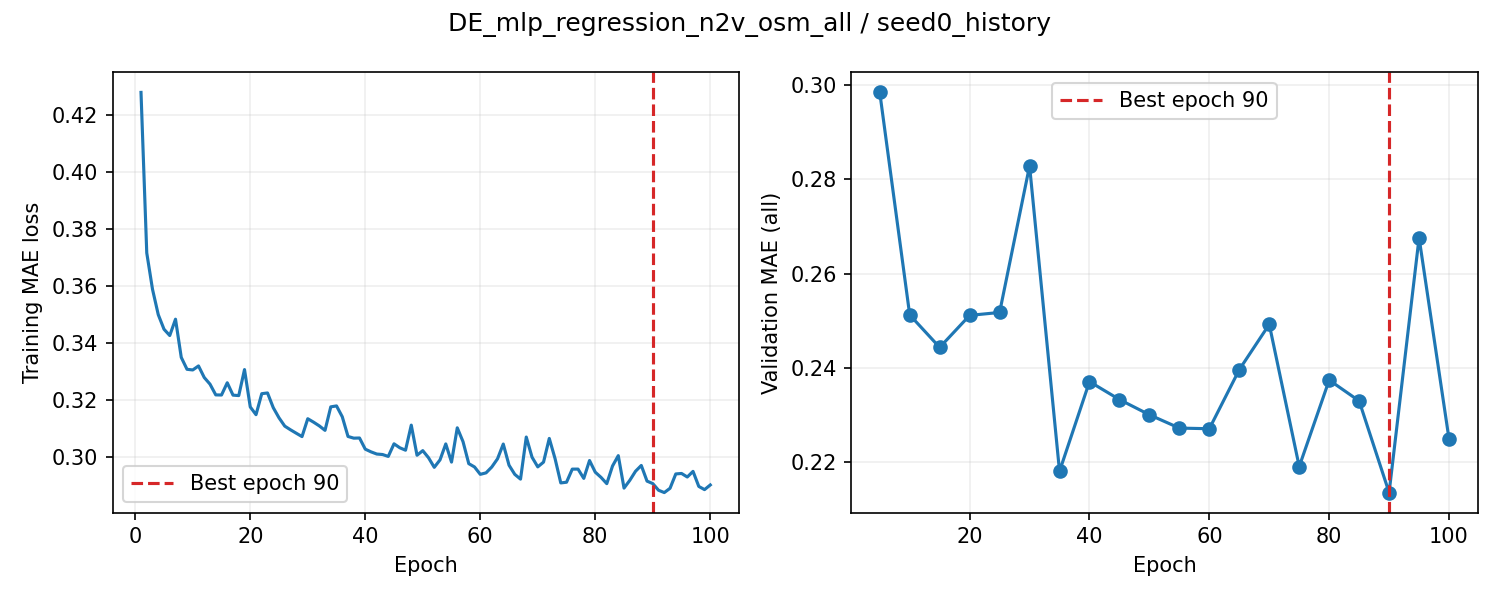 DE_mlp_regression_n2v_osm_all / seed0_history
Training MAE loss
0.42
0.40
0.38
0.36
0.34
0.32
0.30
Best epoch 90
0 20 40 60 80 100
Epoch
Validation MAE (all)
0.30
0.28
0.26
0.24
0.22
Best epoch 90
20 40 60 80 100
Epoch